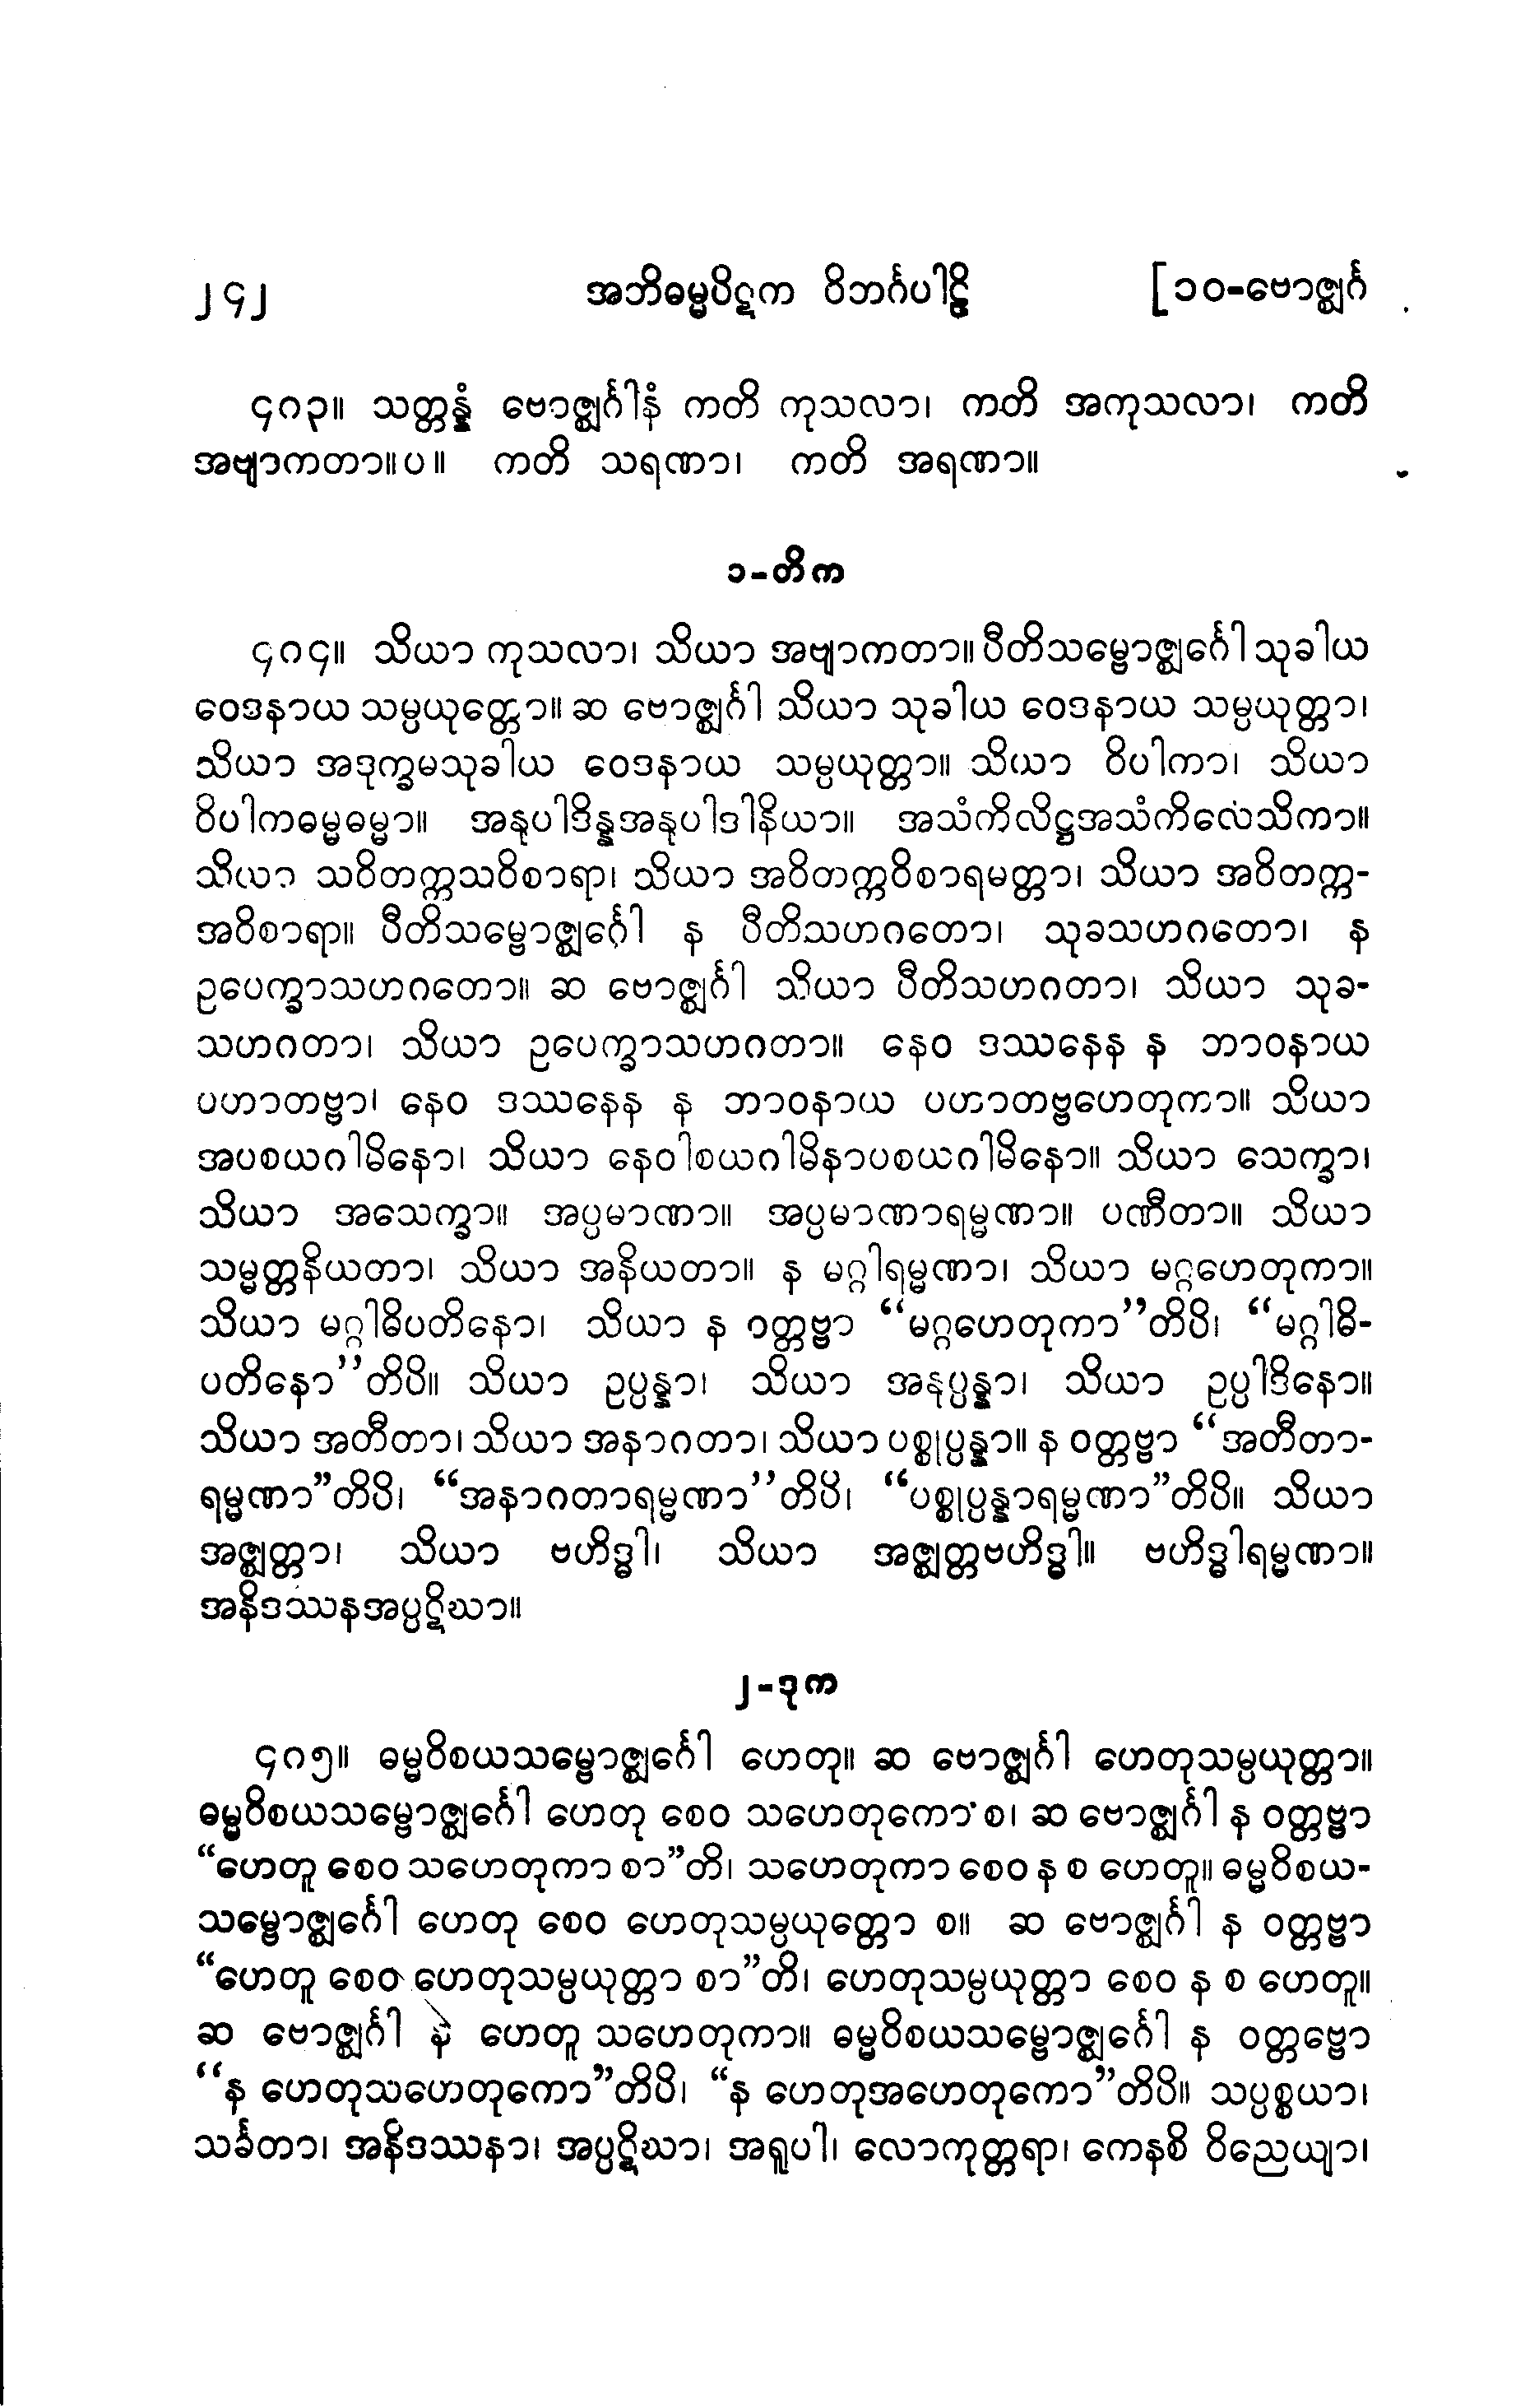 ၂၄၂ အဘိဓမ္မပိဋက ဝိဘင်္ဂပါဠိ [၁၀-ဗောဇ္ဈင်္ဂ
၄၈၃။ သတ္တန္နံ ဗောဇ္ဈင်္ဂါနံ ကတိ ကုသလာ၊ ကတိ အကုသလာ၊ ကတိ
အဗျာကတာ။ပ။ ကတိ သရဏာ၊ ကတိ အရဏာ။
၁-တိက
၄၈၄။ သိယာ ကုသလာ၊ သိယာ အဗျာကတာ။ ပီတိသမ္ဗောဇ္ဈင်္ဂေါ သုခါယ
ဝေဒနာယ သမ္ပယုတ္တော။ ဆ ဗောဇ္ဈင်္ဂါ သိယာ သုခါယ ဝေဒနာယ သမ္ပယုတ္တာ၊
သိယာ အဒုက္ခမသုခါယ ဝေဒနာယ သမ္ပယုတ္တာ။ သိယာ ဝိပါကာ၊ သိယာ
ဝိပါကဓမ္မဓမ္မာ။ အနုပါဒိန္နအနုပါဒါနိယာ။ အသံကိလိဋ္ဌအသံကိလေသိကာ။
သိယာ သဝိတက္ကသဝိစာရာ၊ သိယာ အဝိတက္ကဝိစာရမတ္တာ၊ သိယာ အဝိတက္က-
အဝိစာရာ။ ပီတိသမ္ဗောဇ္ဈင်္ဂေါ န ပီတိသဟဂတော၊ သုခသဟဂတော၊ န
ဥပေက္ခာသဟဂတော။ ဆ ဗောဇ္ဈင်္ဂါ သိယာ ပီတိသဟဂတာ၊ သိယာ သုခ-
သဟဂတာ၊ သိယာ ဥပေက္ခာသဟဂတာ။ နေဝ ဒဿနေန န ဘာဝနာယ
ပဟာတဗ္ဗာ၊ နေဝ ဒဿနေန န ဘာဝနာယ ပဟာတဗ္ဗဟေတုကာ။ သိယာ
အပစယဂါမိနော၊ သိယာ နေဝါစယဂါမိနာပစယဂါမိနော။ သိယာ သေက္ခာ၊
သိယာ အသေက္ခာ။ အပ္ပမာဏာ။ အပ္ပမာဏာရမ္မဏာ။ ပဏီတာ။ သိယာ
သမ္မတ္တနိယတာ၊ သိယာ အနိယတာ။ န မဂ္ဂါရမ္မဏာ၊ သိယာ မဂ္ဂဟေတုကာ။
သိယာ မဂ္ဂါဓိပတိနော၊ သိယာ န ဝတ္တဗ္ဗာ “မဂ္ဂဟေတုကာ”တိပိ၊ “မဂ္ဂါဓိ-
ပတိနော”တိပိ။ သိယာ ဥပ္ပန္နာ၊ သိယာ အနုပ္ပန္နာ၊ သိယာ ဥပ္ပါဒိနော။
သိယာ အတီတာ၊ သိယာ အနာဂတာ၊ သိယာ ပစ္စုပ္ပန္နာ။ န ဝတ္တဗ္ဗာ “အတီတာ-
ရမ္မဏာ”တိပိ၊ “အနာဂတာရမ္မဏာ”တိပိ၊ “ပစ္စုပ္ပန္နာရမ္မဏာ”တိပိ။ သိယာ
အဇ္ဈတ္တာ၊ သိယာ ဗဟိဒ္ဓါ၊ သိယာ အဇ္ဈတ္တဗဟိဒ္ဓါ။ ဗဟိဒ္ဓါရမ္မဏာ။
အနိဒဿနအပ္ပဋိဃာ။
၂-ဒုက
၄၈၅။ ဓမ္မဝိစယသမ္ဗောဇ္ဈင်္ဂေါ ဟေတု။ ဆ ဗောဇ္ဈင်္ဂါ ဟေတုသမ္ပယုတ္တာ။
ဓမ္မဝိစယသမ္ဗောဇ္ဈင်္ဂေါ ဟေတု စေဝ သဟေတုကော စ၊ ဆ ဗောဇ္ဈင်္ဂါ န ဝတ္တဗ္ဗာ
“ဟေတူ စေဝ သဟေတုကာ စာ”တိ၊ သဟေတုကာ စေဝ န စ ဟေတူ။ ဓမ္မဝိစယ-
သမ္ဗောဇ္ဈင်္ဂေါ ဟေတု စေဝ ဟေတုသမ္ပယုတ္တော စ။ ဆ ဗောဇ္ဈင်္ဂါ န ဝတ္တဗ္ဗာ
“ဟေတူ စေဝ ဟေတုသမ္ပယုတ္တာ စာ”တိ၊ ဟေတုသမ္ပယုတ္တာ စေဝ န စ ဟေတူ။
ဆ ဗောဇ္ဈင်္ဂါ န ဟေတူ သဟေတုကာ။ ဓမ္မဝိစယသမ္ဗောဇ္ဈင်္ဂေါ န ဝတ္တဗ္ဗော
“န ဟေတုသဟေတုကော”တိပိ၊ “န ဟေတုအဟေတုကော”တိပိ။ သပ္ပစ္စယာ၊
သင်္ခတာ၊ အနိဒဿနာ၊ အပ္ပဋိဃာ၊ အရူပါ၊ လောကုတ္တရာ၊ ကေနစိ ဝိညေယျာ၊